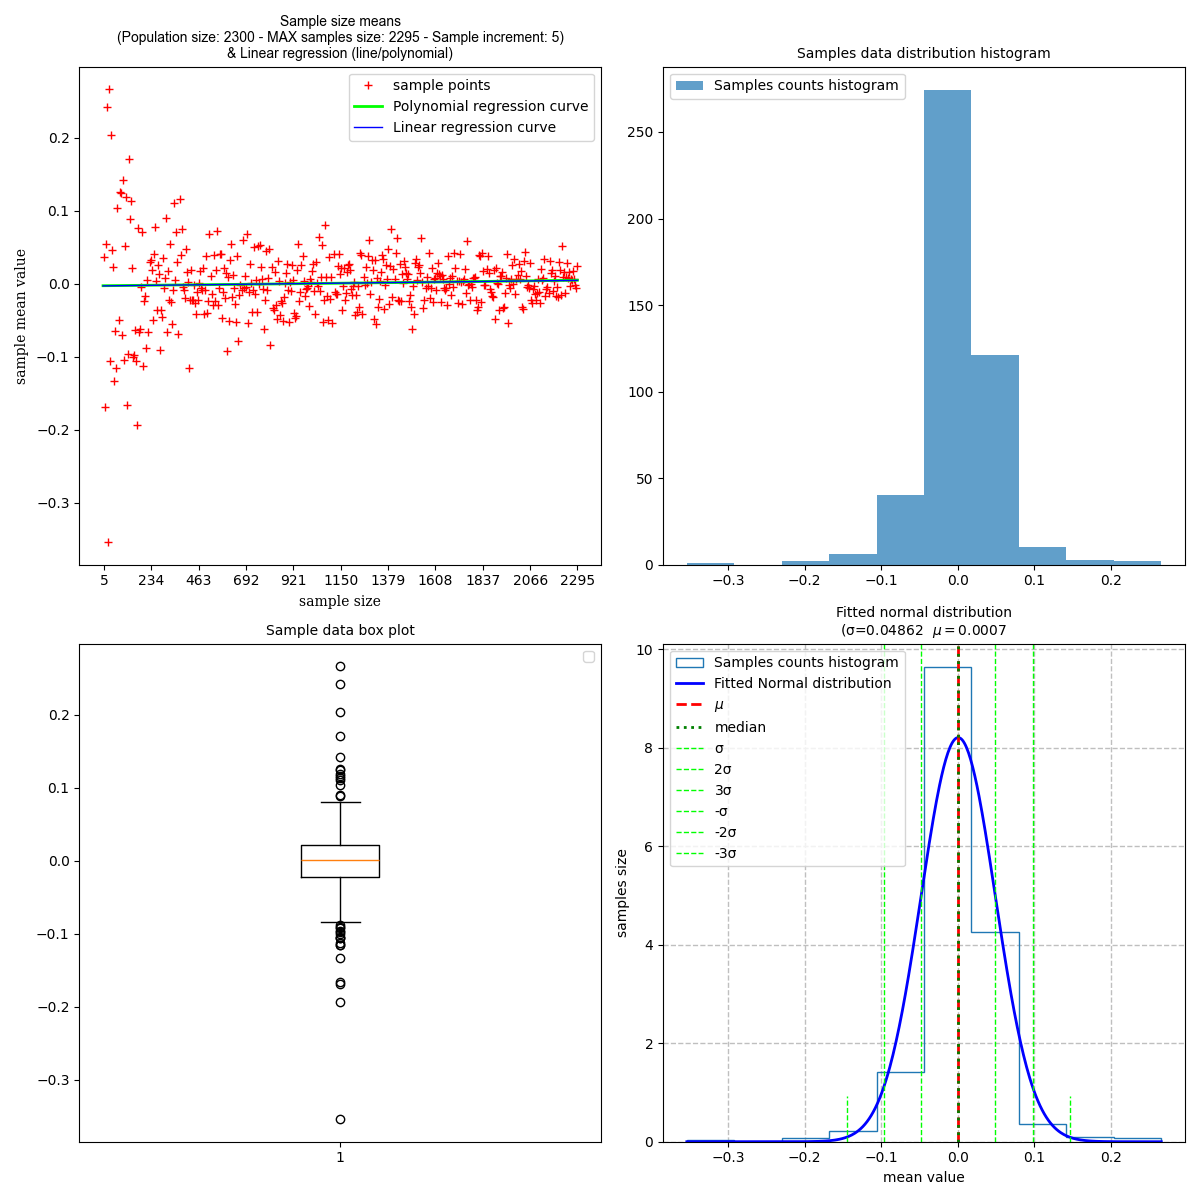 Sample size means
(Population size: 2300 - MAX samples size: 2295 - Sample increment: 5)
& Linear regression (line/polynomial)
sample points
Polynomial regression curve
Linear regression curve
0.2
0.1
0.0
−0.1
−0.2
−0.3
sample mean value
5 234 463 692 921 1150 1379 1608 1837 2066 2295
sample size
Samples data distribution histogram
Samples counts histogram
250
200
150
100
50
0
−0.3 −0.2 −0.1 0.0 0.1 0.2
Sample data box plot
0.2
0.1
0.0
−0.1
−0.2
−0.3
1
Fitted normal distribution
(σ=0.04862 μ = 0.0007
Samples counts histogram
Fitted Normal distribution
μ
median
σ
2σ
3σ
-σ
-2σ
-3σ
10
8
6
4
2
0
samples size
−0.3 −0.2 −0.1 0.0 0.1 0.2
mean value